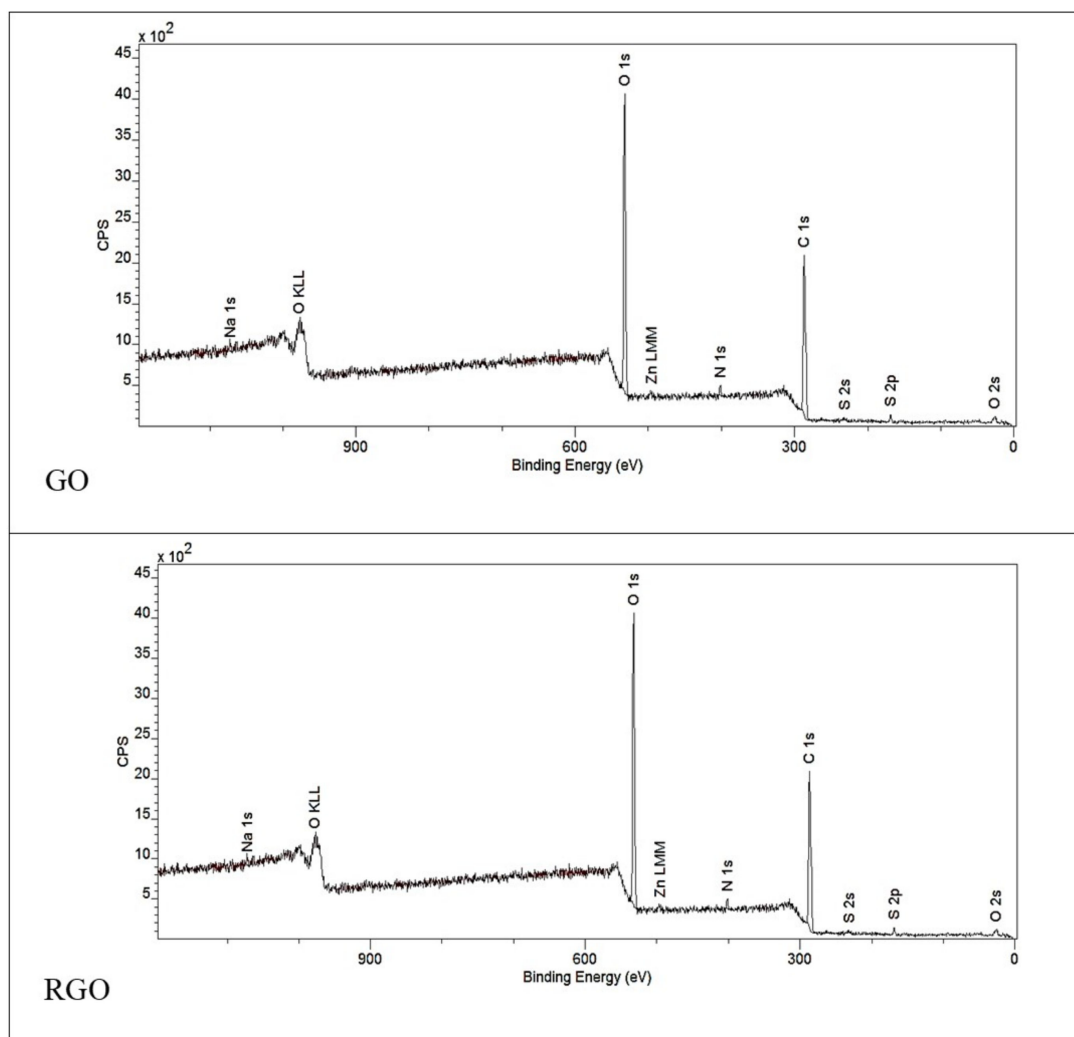 x 10²
45
40
35
30
25
20
15
10
5
CPS
Na 1s
O KLL
O 1s
Zn LMM
N 1s
C 1s
S 2s
S 2p
O 2s
900
600
300
0
Binding Energy (eV)
GO
x 10²
45
40
35
30
25
20
15
10
5
CPS
Na 1s
O KLL
O 1s
Zn LMM
N 1s
C 1s
S 2s
S 2p
O 2s
900
600
300
0
Binding Energy (eV)
RGO